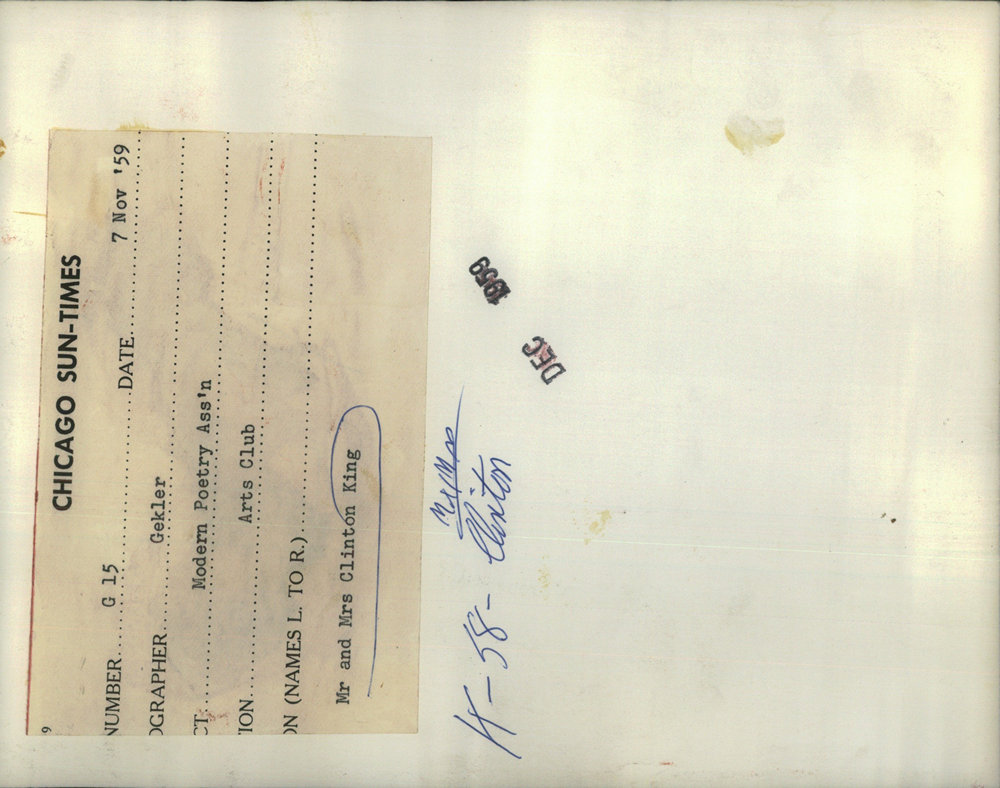 9
CHICAGO SUN-TIMES
NUMBER G 15 DATE 7 Nov '59
OGRAPHER Gekler
CT: Modern Poetry Ass'n
ION Arts Club
ON (NAMES L. TO R.)
Mr and Mrs Clinton King
Mr Mrs
K-58- Clinton
DEC 1959